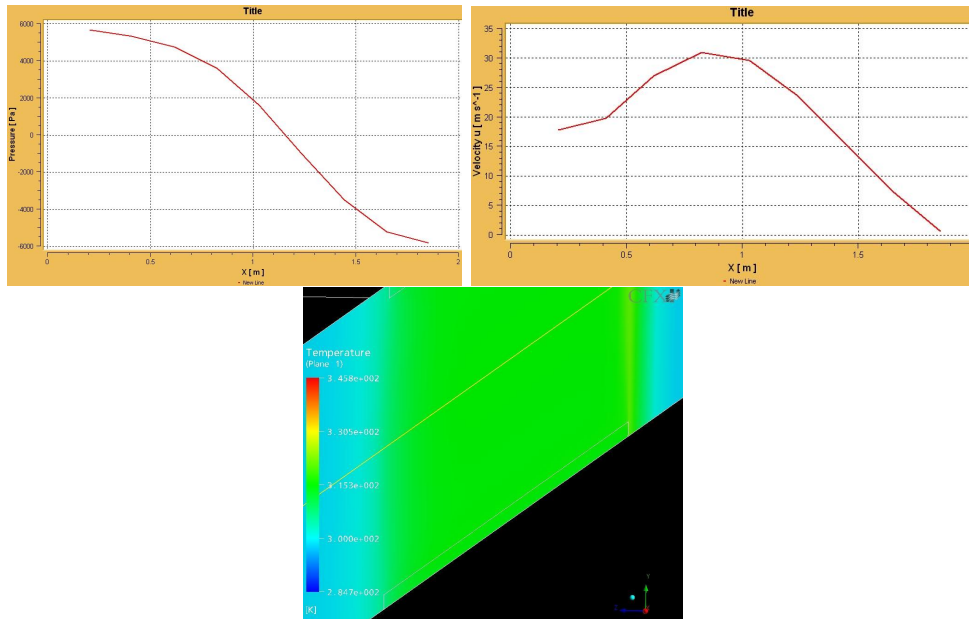 Title
6000
4000
2000
0
-2000
-4000
-6000
Pressure [ Pa ]
0
0.5
1
1.5
2
X [ m ]
New Line
Title
35
30
25
20
15
10
5
0
Velocity u [ m s^-1 ]
0
0.5
1
1.5
X [ m ]
New Line
CFX
Temperature
(Plane 1)
3.458e+002
3.305e+002
3.153e+002
3.000e+002
2.847e+002
[K]
Y
Z